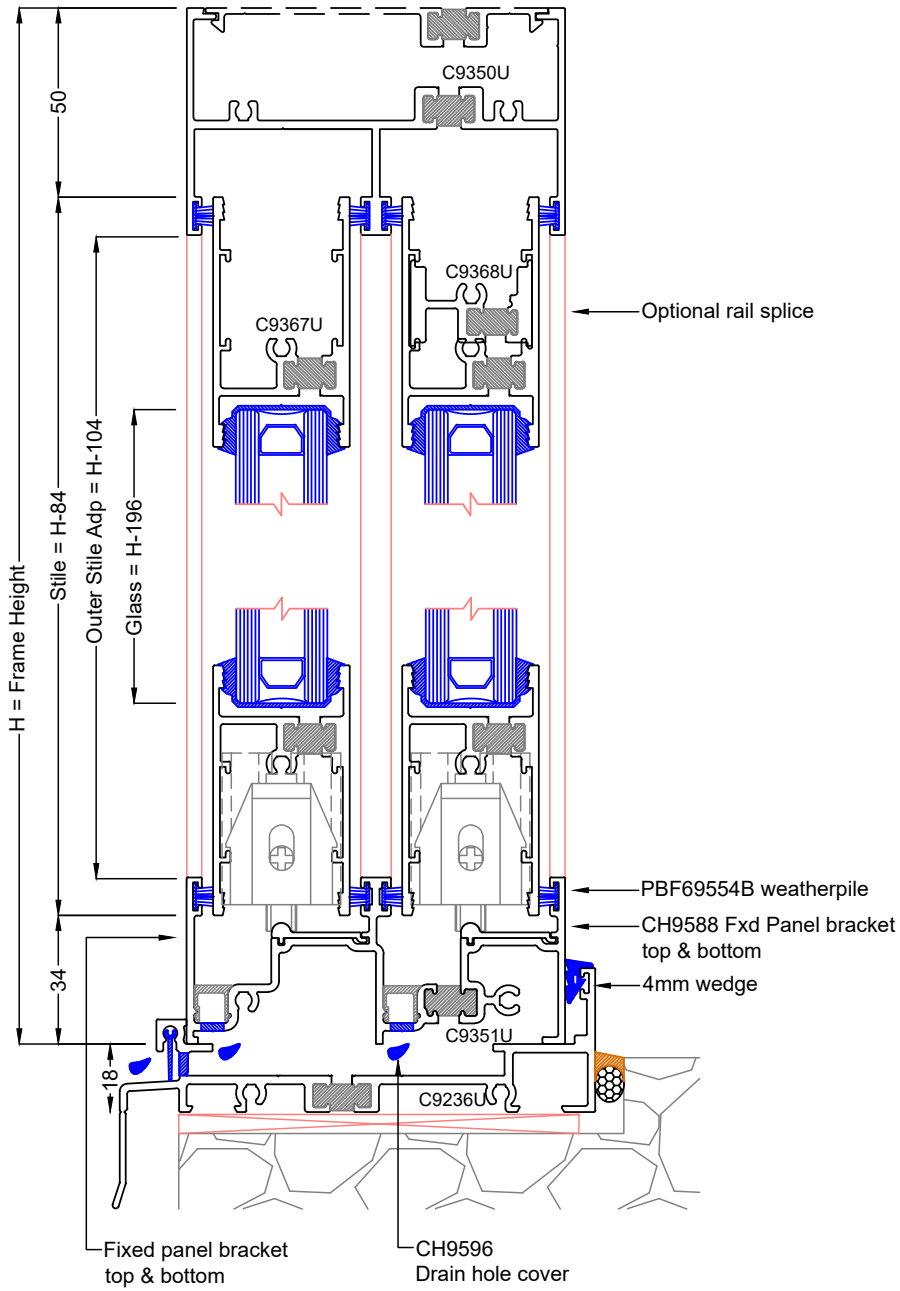 C9350U
50
C9368U
Optional rail splice
C9367U
H = Frame Height
Stile = H-84
Outer Stile Adp = H-104
Glass = H-196
PBF69554B weatherpile
CH9588 Fxd Panel bracket
top & bottom
4mm wedge
34
C9351U
18
C9236U
Fixed panel bracket
top & bottom
CH9596
Drain hole cover